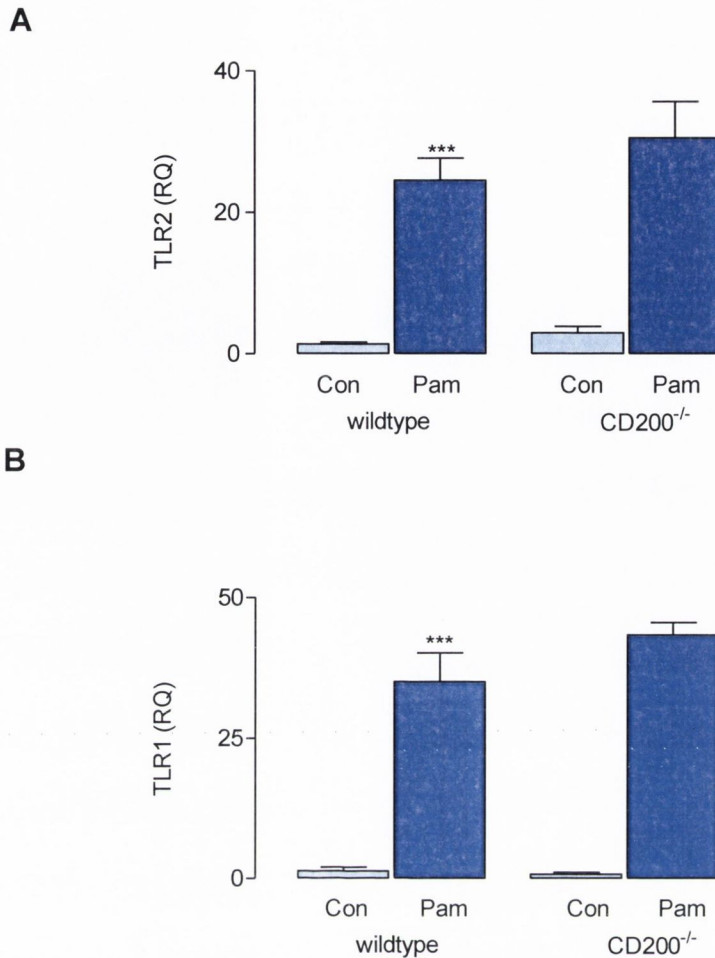 A
40
20
0
TLR2 (RQ)
***
Con Pam Con Pam
wildtype CD200-/-
B
50
25
0
TLR1 (RQ)
***
Con Pam Con Pam
wildtype CD200-/-